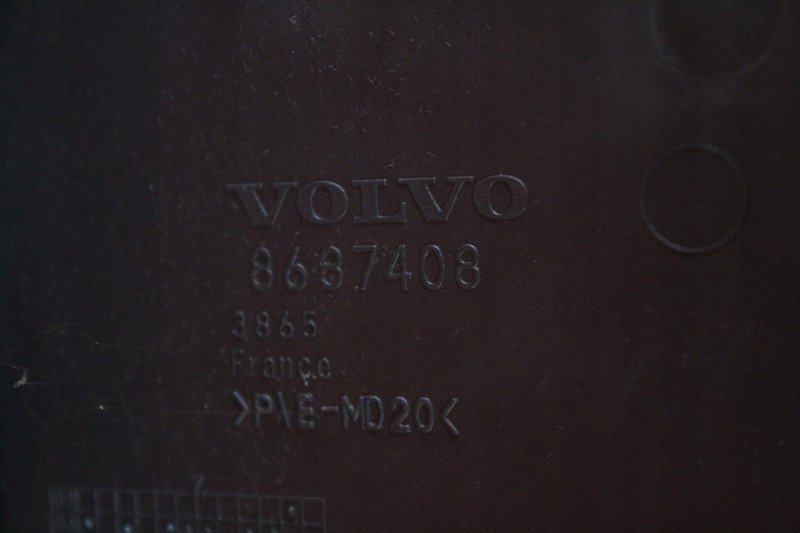 VOLVO
8687408
3865
France
>P\E-MD20<